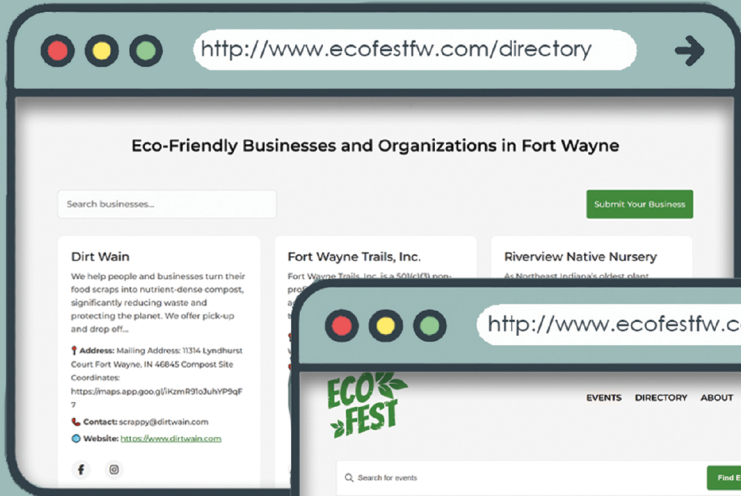 http://www.ecofestfw.com/directory
Eco-Friendly Businesses and Organizations in Fort Wayne
Search businesses...
Submit Your Business
Dirt Wain
We help people and businesses turn their
food scraps into nutrient-dense compost,
significantly reducing waste and
protecting the planet. We offer pick-up
and drop off...
Address: Mailing Address: 11314 Lyndhurst
Court Fort Wayne, IN 46845 Compost Site
Coordinates:
https://maps.app.goo.gl/iKzmR91oJuhYP9qF
7
Contact: scrappy@dirtwain.com
Website: https://www.dirtwain.com
Fort Wayne Trails, Inc.
Fort Wayne Trails, Inc. is a 501(c)(3) non-
Riverview Native Nursery
As Northeast Indiana's oldest plant
http://www.ecofestfw.c
ECO
FEST
EVENTS DIRECTORY ABOUT
Search for events
Find E